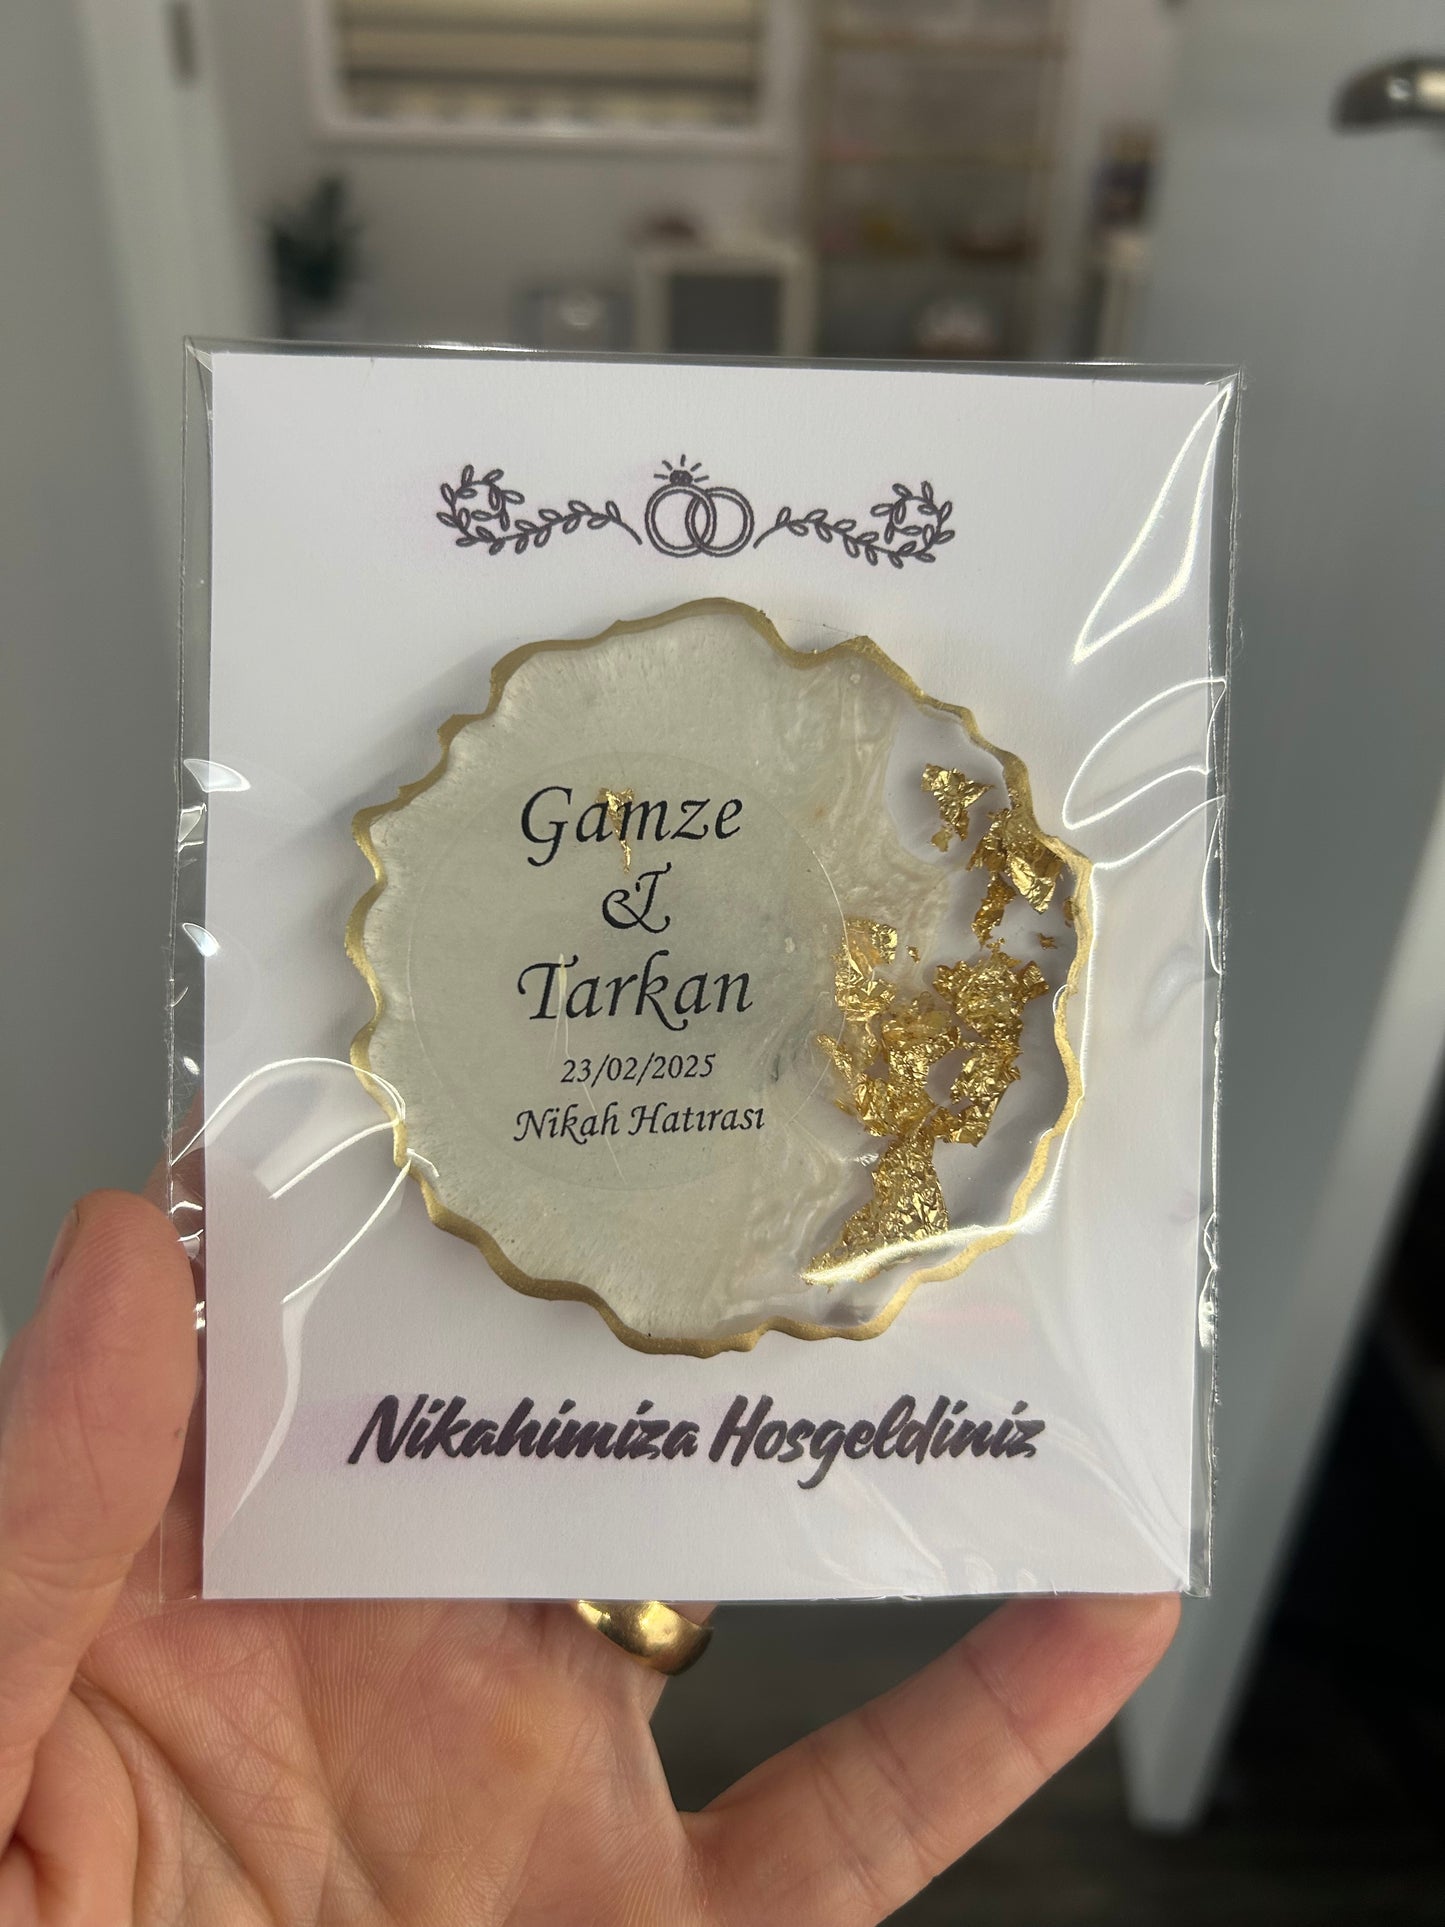 Gamze
&
Tarkan
23/02/2025
Nikah Hatırası
Nikahimiza Hosgeldiniz